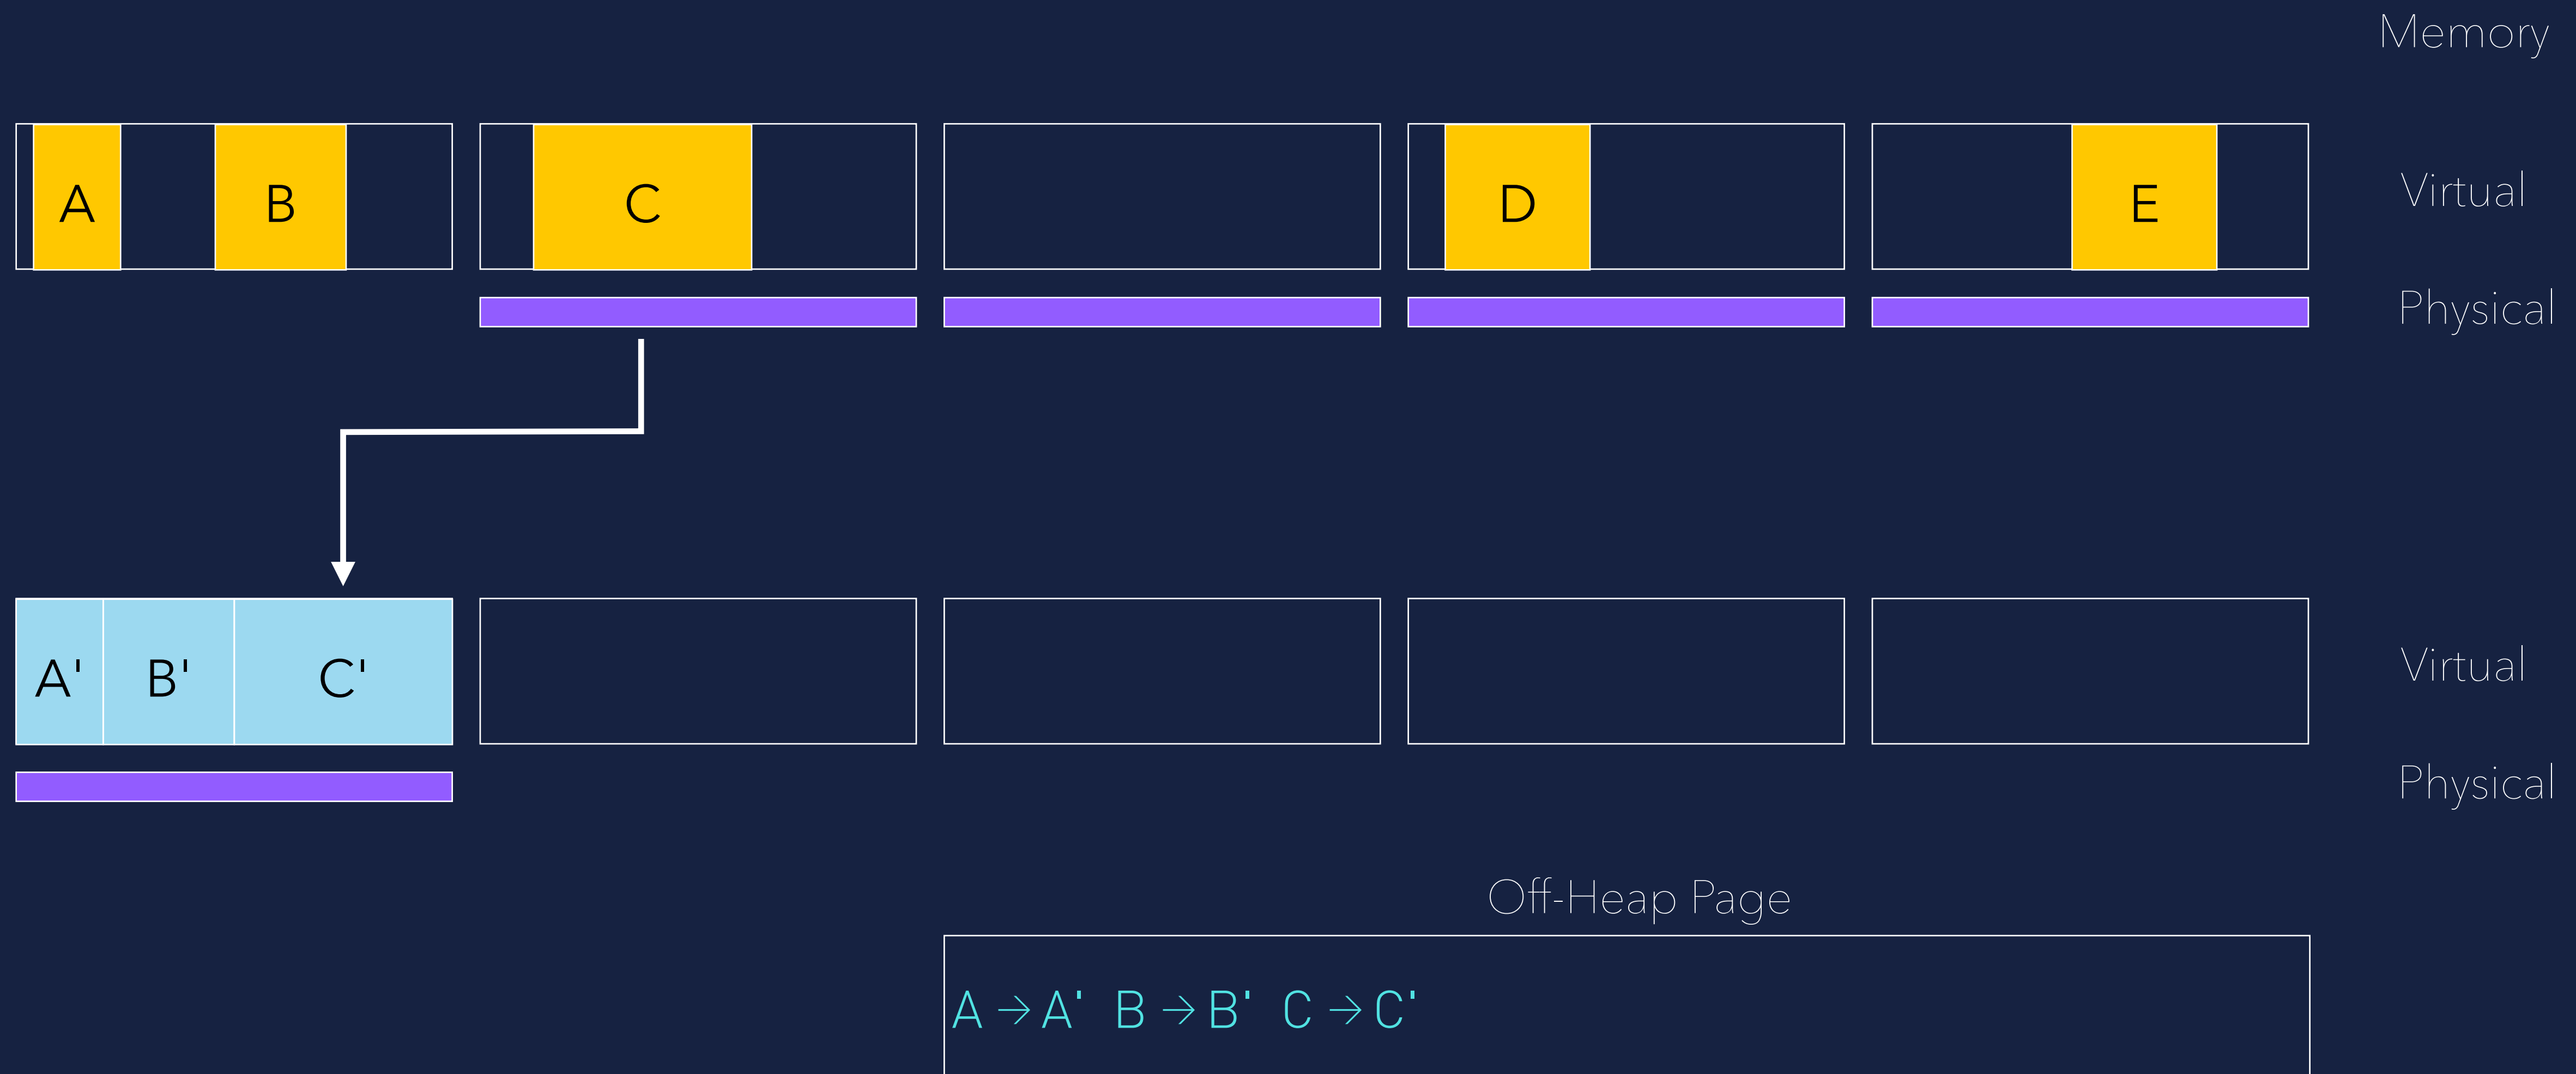 Memory
A B C D E Virtual
Physical
A' B' C' Virtual
Physical
Off-Heap Page
A → A' B → B' C → C'